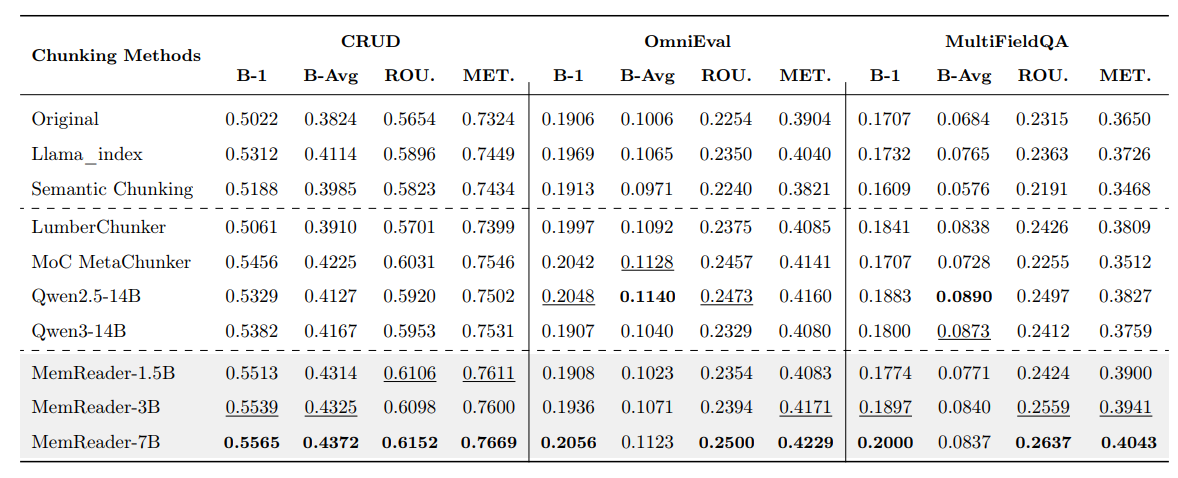 CRUD OmniEval MultiFieldQA
Chunking Methods
B-1 B-Avg ROU. MET. B-1 B-Avg ROU. MET. B-1 B-Avg ROU. MET.
Original 0.5022 0.3824 0.5654 0.7324 0.1906 0.1006 0.2254 0.3904 0.1707 0.0684 0.2315 0.3650
Llama_index 0.5312 0.4114 0.5896 0.7449 0.1969 0.1065 0.2350 0.4040 0.1732 0.0765 0.2363 0.3726
Semantic Chunking 0.5188 0.3985 0.5823 0.7434 0.1913 0.0971 0.2240 0.3821 0.1609 0.0576 0.2191 0.3468
LumberChunker 0.5061 0.3910 0.5701 0.7399 0.1997 0.1092 0.2375 0.4085 0.1841 0.0838 0.2426 0.3809
MoC MetaChunker 0.5456 0.4225 0.6031 0.7546 0.2042 0.1128 0.2457 0.4141 0.1707 0.0728 0.2255 0.3512
Qwen2.5-14B 0.5329 0.4127 0.5920 0.7502 0.2048 0.1140 0.2473 0.4160 0.1883 0.0890 0.2497 0.3827
Qwen3-14B 0.5382 0.4167 0.5953 0.7531 0.1907 0.1040 0.2329 0.4080 0.1800 0.0873 0.2412 0.3759
MemReader-1.5B 0.5513 0.4314 0.6106 0.7611 0.1908 0.1023 0.2354 0.4083 0.1774 0.0771 0.2424 0.3900
MemReader-3B 0.5539 0.4325 0.6098 0.7600 0.1936 0.1071 0.2394 0.4171 0.1897 0.0840 0.2559 0.3941
MemReader-7B 0.5565 0.4372 0.6152 0.7669 0.2056 0.1123 0.2500 0.4229 0.2000 0.0837 0.2637 0.4043